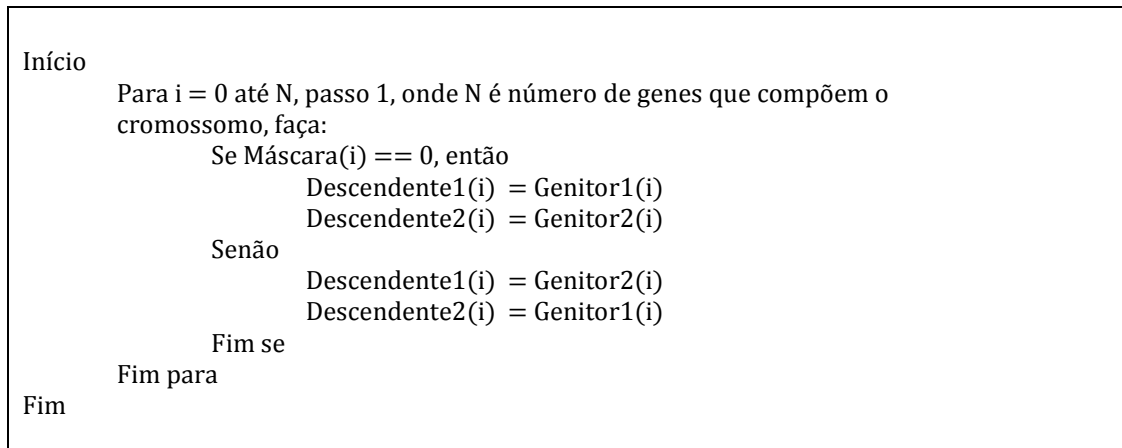 Início
Para i = 0 até N, passo 1, onde N é número de genes que compõem o
cromossomo, faça:
Se Máscara(i) == 0, então
Descendente1(i) = Genitor1(i)
Descendente2(i) = Genitor2(i)
Senão
Descendente1(i) = Genitor2(i)
Descendente2(i) = Genitor1(i)
Fim se
Fim para
Fim